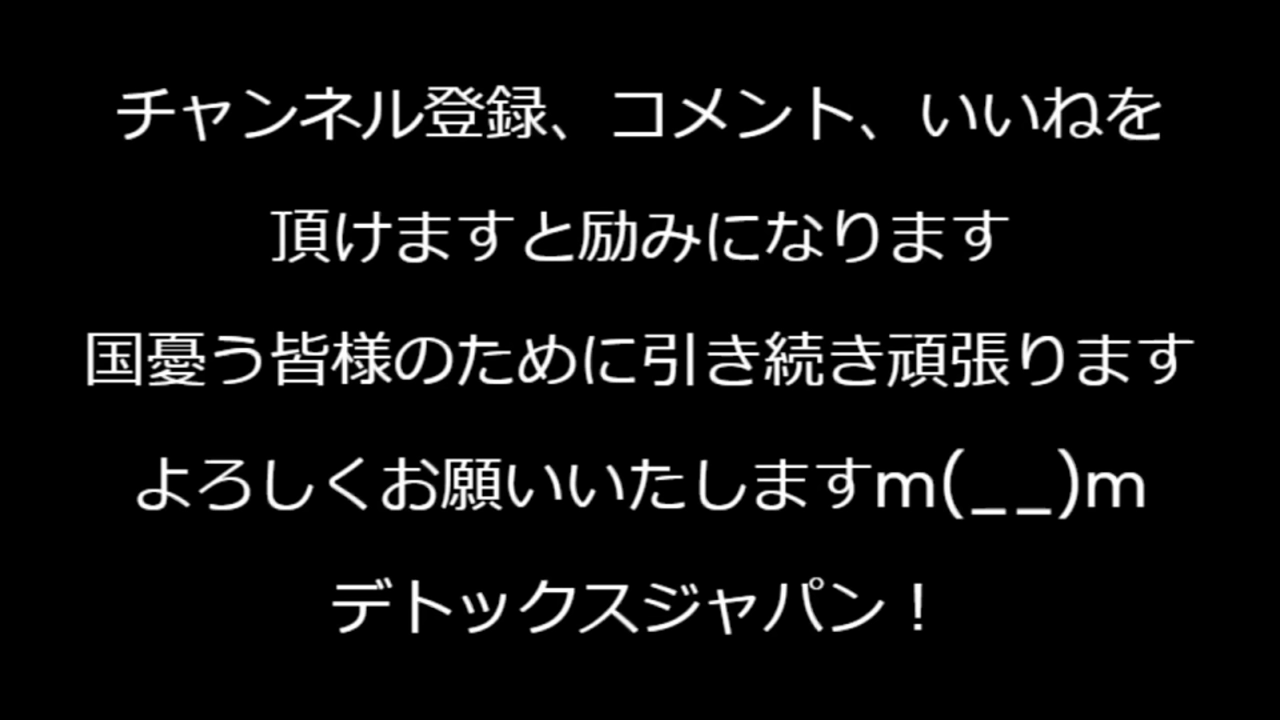 チャンネル登録、コメント、いいねを
頂けますと励みになります
国憂う皆様のために引き続き頑張ります
よろしくお願いいたしますm(__)m
デトックスジャパン！